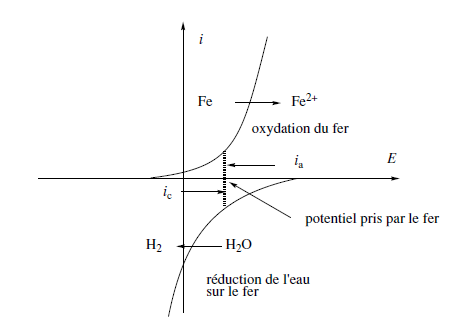 i
Fe → Fe²⁺
oxydation du fer
iₐ
E
i_c
potentiel pris par le fer
H₂ ← H₂O
réduction de l'eau
sur le fer